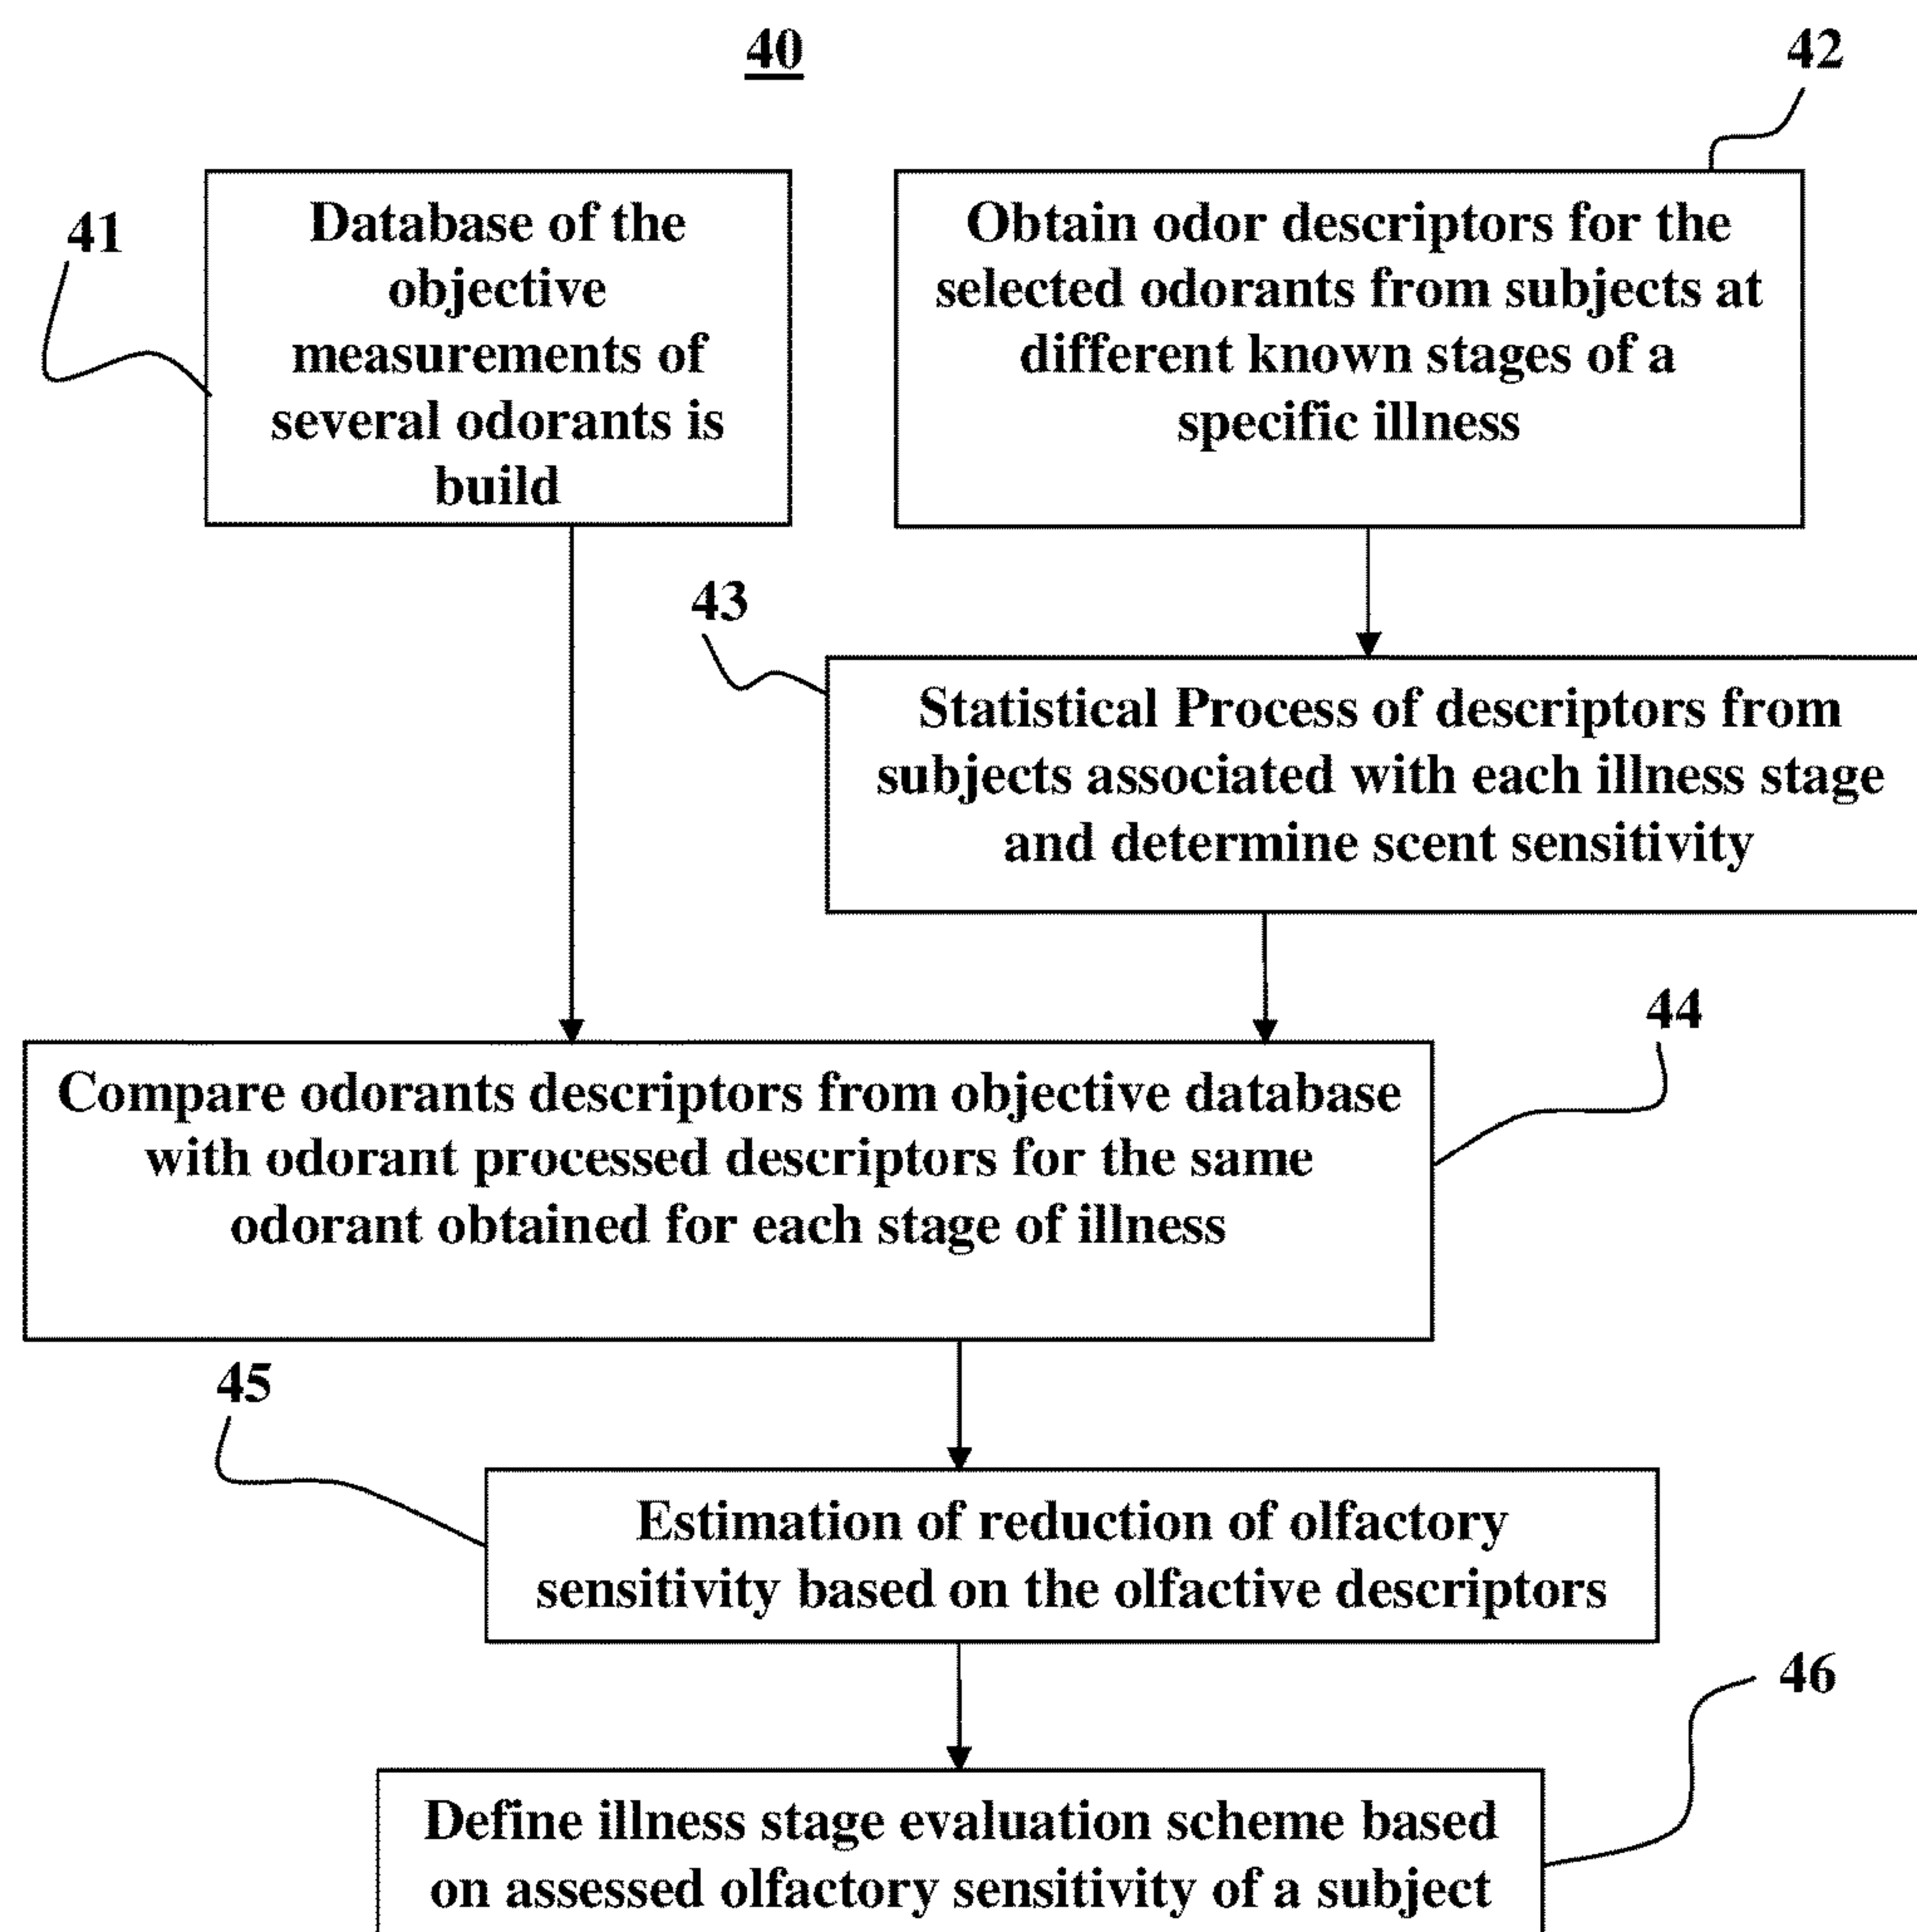 40
42
41
Database of the
objective
measurements of
several odorants is
build
Obtain odor descriptors for the
selected odorants from subjects at
different known stages of a
specific illness
43
Statistical Process of descriptors from
subjects associated with each illness stage
and determine scent sensitivity
44
Compare odorants descriptors from objective database
with odorant processed descriptors for the same
odorant obtained for each stage of illness
45
Estimation of reduction of olfactory
sensitivity based on the olfactive descriptors
46
Define illness stage evaluation scheme based
on assessed olfactory sensitivity of a subject